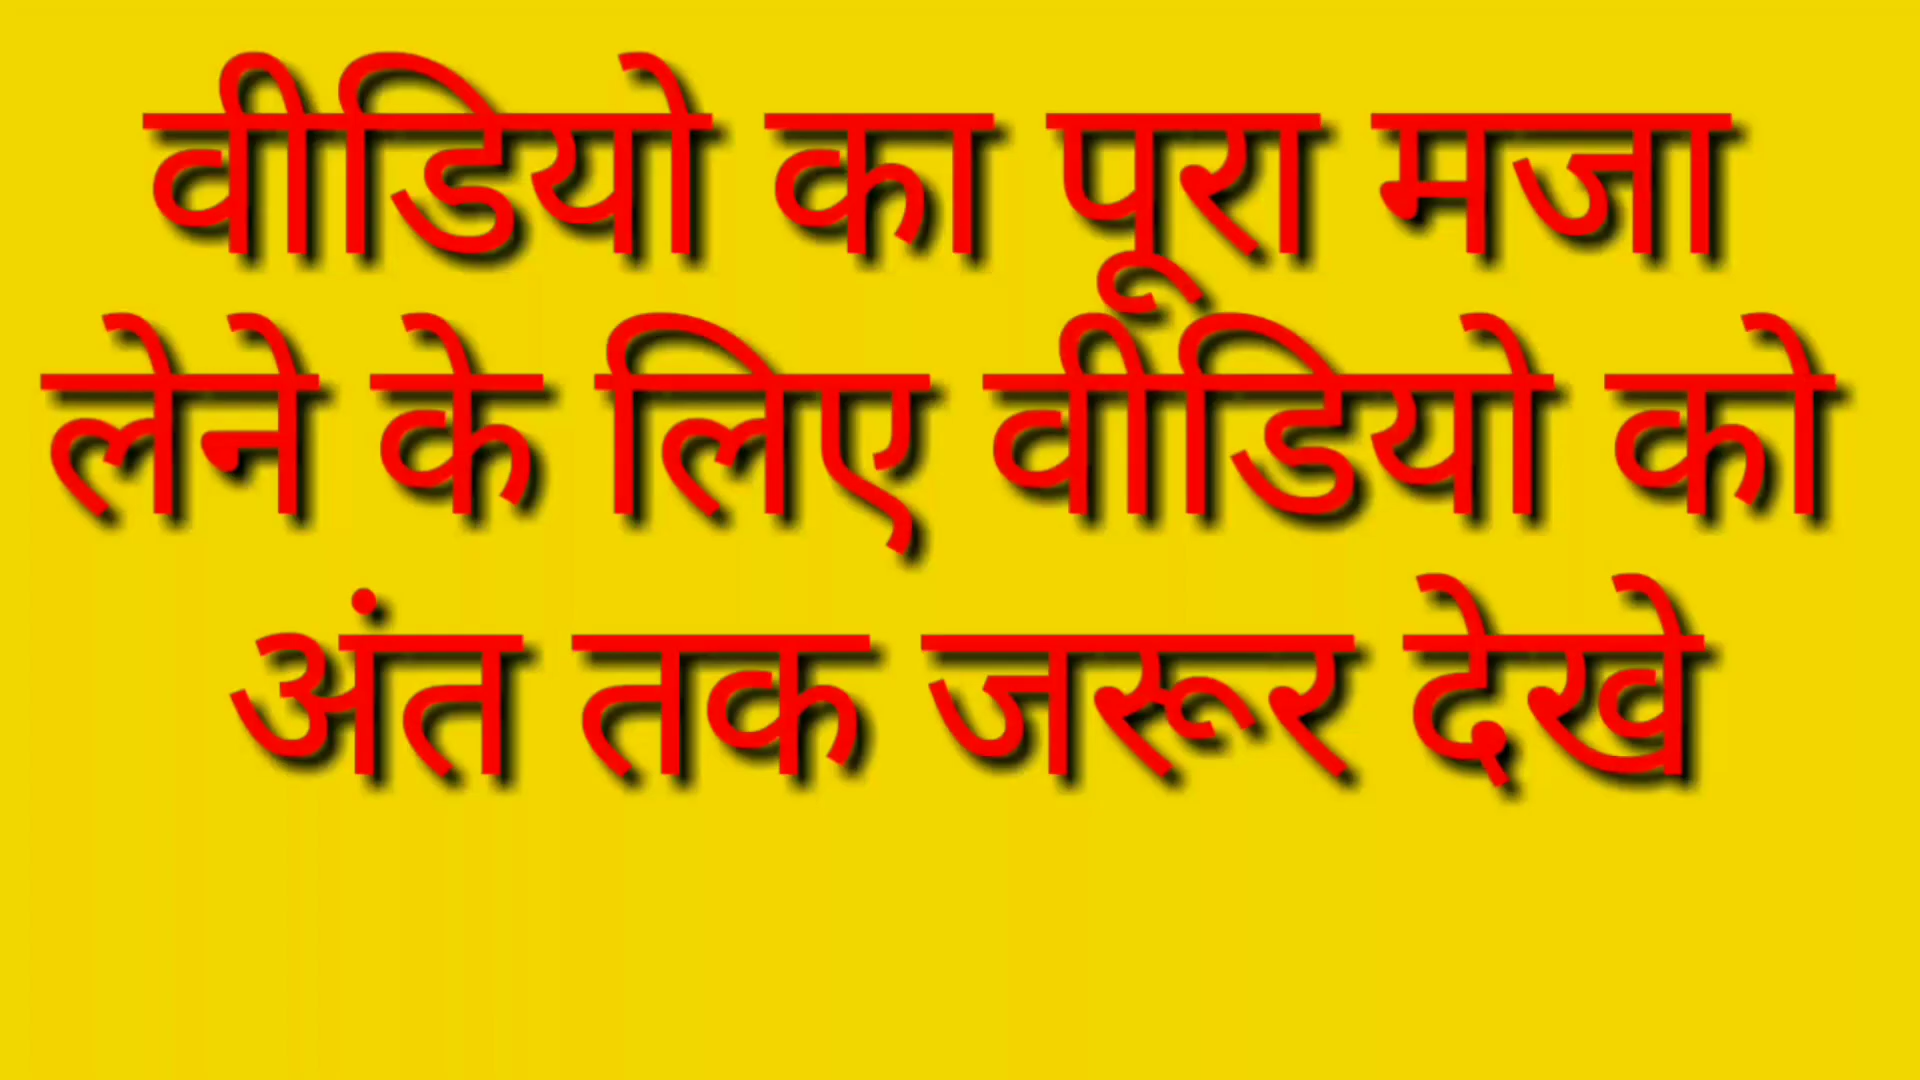 वीडियो का पूरा मजा
लेने के लिए वीडियो को
अंत तक जरूर देखे